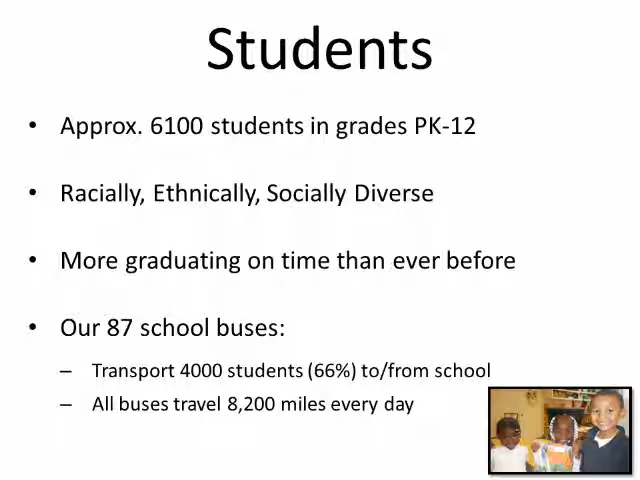 Students
• Approx. 6100 students in grades PK-12
• Racially, Ethnically, Socially Diverse
• More graduating on time than ever before
• Our 87 school buses:
– Transport 4000 students (66%) to/from school
– All buses travel 8,200 miles every day